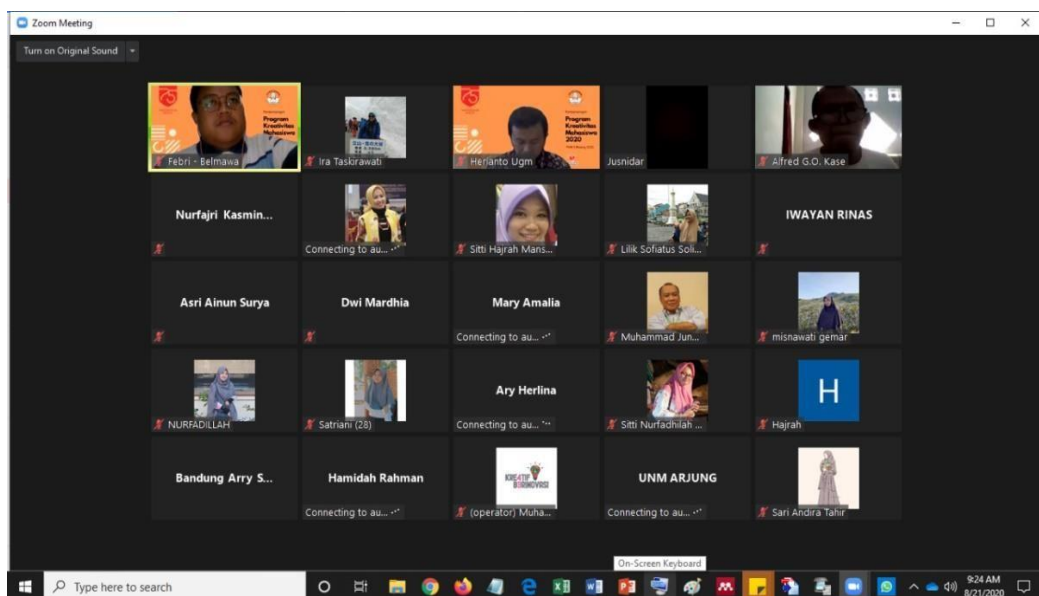 Zoom Meeting
Turn on Original Sound
75
Program
Kreativitas
Mahasiswa
Febri - Belmawa
Ira Taskirawati
75
Program
Kreativitas
Mahasiswa
2020
Herianto Ugm
Jusnidar
Alfred G.O. Kase
Nurfajri Kasmin...
Connecting to au...
Sitti Hajrah Mans...
Lilik Sofiatus Soli...
IWAYAN RINAS
Asri Ainun Surya
Dwi Mardhia
Mary Amalia
Connecting to au...
Muhammad Jun...
misnawati gemar
NURFADILLAH
Satriani (28)
Ary Herlina
Connecting to au...
Sitti Nurfadhilah ...
H
Hajrah
Bandung Arry S...
Hamidah Rahman
Connecting to au...
KRE4TIF
BERINOVASI
(operator) Muha...
UNM ARJUNG
Connecting to au...
Sari Andira Tahir
On-Screen Keyboard
Type here to search
9:24 AM
8/21/2020